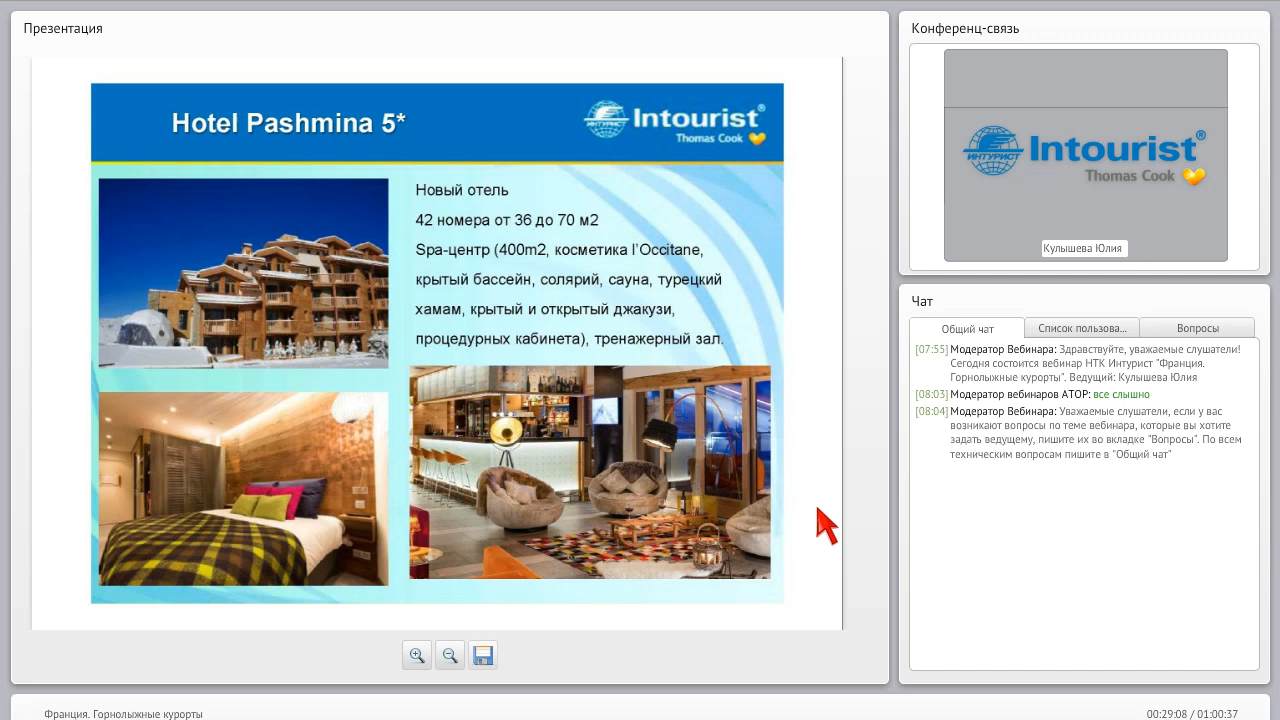 Презентация
Hotel Pashmina 5*
ИНТУРИСТ
Intourist®
Thomas Cook
Новый отель
42 номера от 36 до 70 м2
Spa-центр (400m2, косметика l'Occitane,
крытый бассейн, солярий, сауна, турецкий
хамам, крытый и открытый джакузи,
процедурных кабинета), тренажерный зал.
Конференц-связь
ИНТУРИСТ
Intourist®
Thomas Cook
Кулышева Юлия
Чат
Общий чат
Список пользова...
Вопросы
[07:55] Модератор Вебинара: Здравствуйте, уважаемые слушатели!
Сегодня состоится вебинар НТК Интурист "Франция.
Горнолыжные курорты". Ведущий: Кулышева Юлия
[08:03] Модератор вебинаров АТОР: все слышно
[08:04] Модератор Вебинара: Уважаемые слушатели, если у вас
возникают вопросы по теме вебинара, которые вы хотите
задать ведущему, пишите их во вкладке "Вопросы". По всем
техническим вопросам пишите в "Общий чат"
Франция. Горнолыжные курорты
00:29:08 / 01:00:37